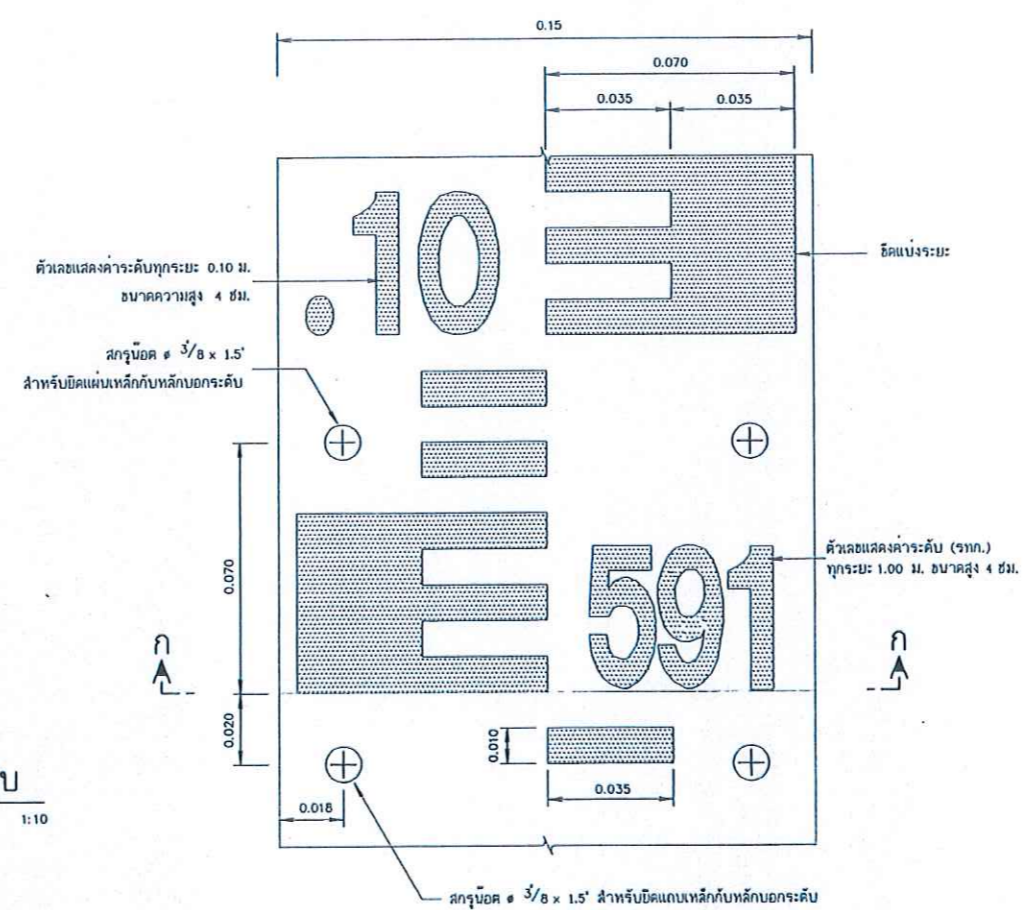 0.15
0.070
0.035
0.035
10
ขีดแบ่งระยะ
ตัวเลขแสดงค่าระดับทุกระยะ 0.10 ม.
ขนาดความสูง 4 ซม.
สกรูน๊อต ø 3/8 x 1.5"
สำหรับยึดแผ่นเหล็กกับหลักบอกระดับ
0.070
591
ตัวเลขแสดงค่าระดับ (รทก.)
ทุกระยะ 1.00 ม. ขนาดสูง 4 ซม.
ก
ก
0.020
0.010
0.035
0.018
บ
1:10
สกรูน๊อต ø 3/8 x 1.5" สำหรับยึดแถบเหล็กกับหลักบอกระดับ